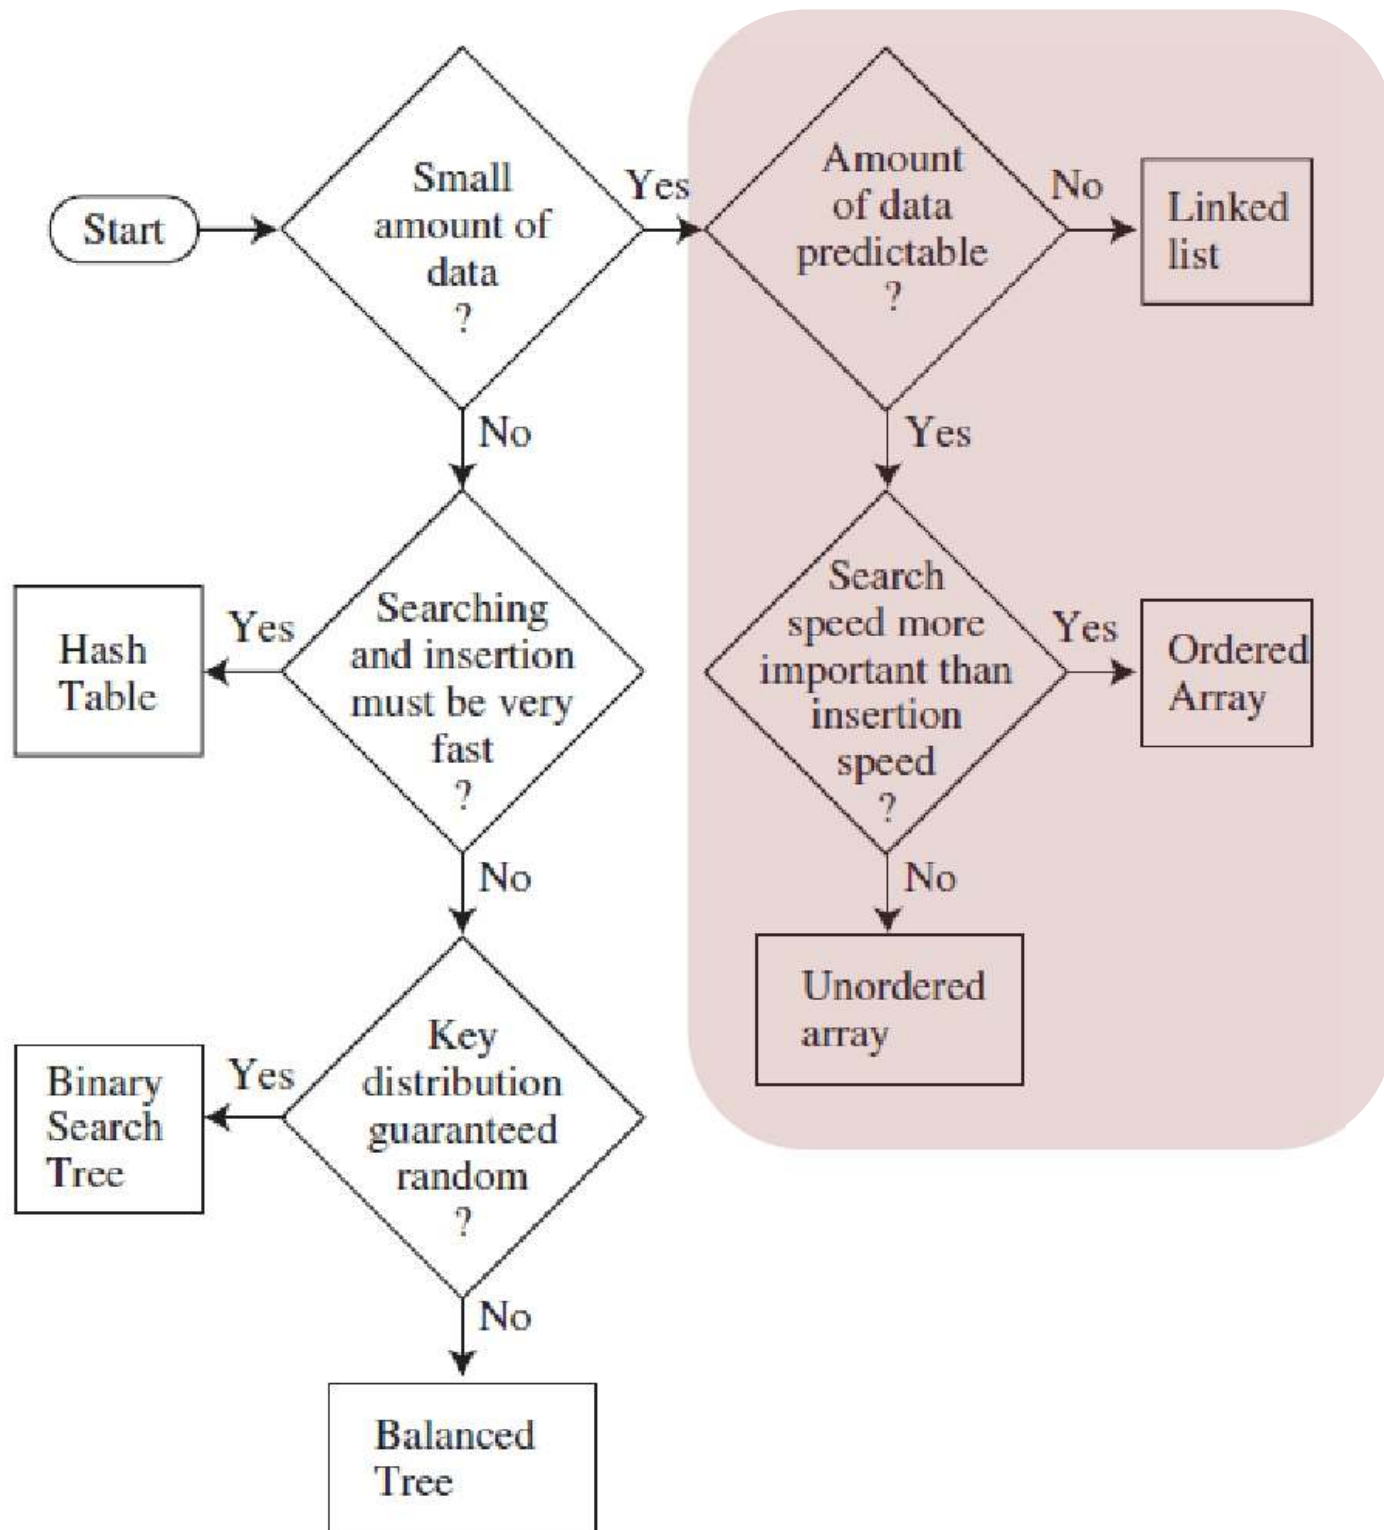 Start
Small
amount of
data
?
Yes
Amount
of data
predictable
?
No
Linked
list
No
Yes
Hash
Table
Yes
Searching
and insertion
must be very
fast
?
Search
speed more
important than
insertion
speed
?
Yes
Ordered
Array
No
No
Unordered
array
Binary
Search
Tree
Yes
Key
distribution
guaranteed
random
?
No
Balanced
Tree